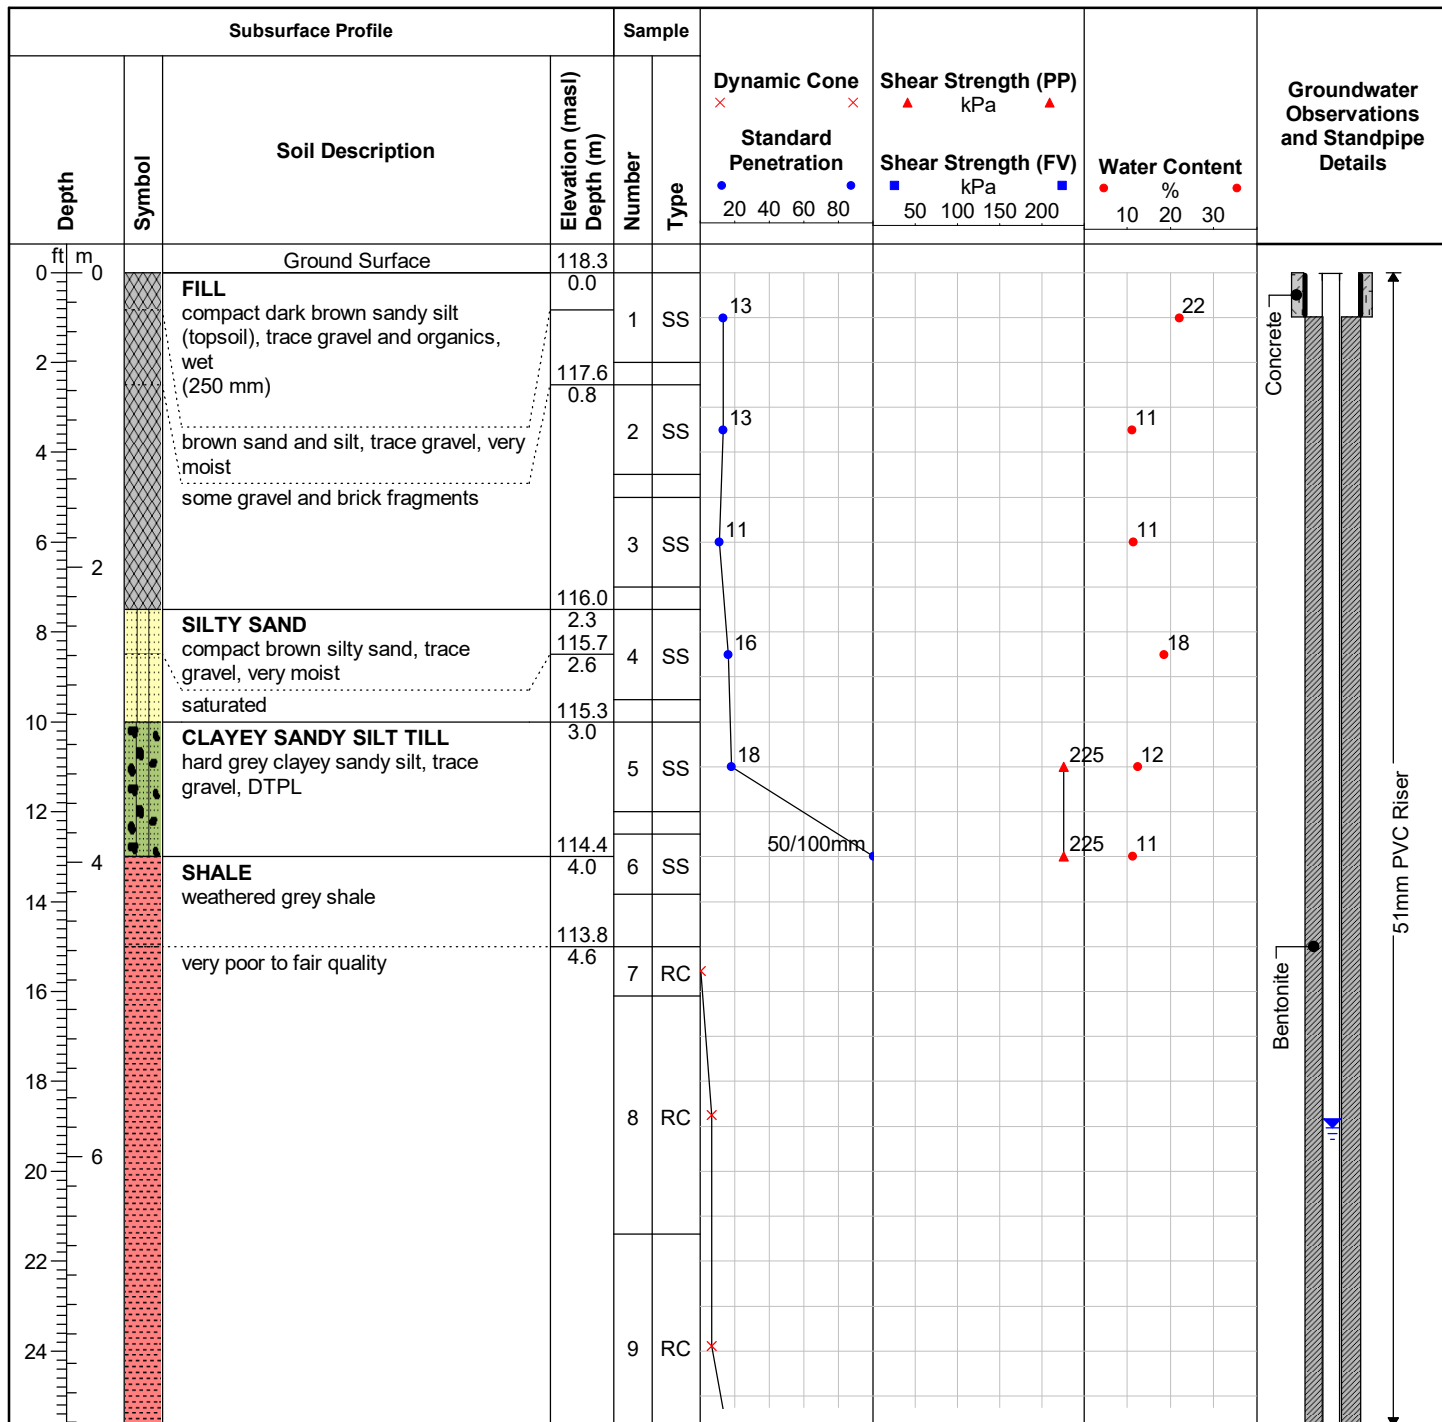 Subsurface Profile
Sample
Depth
Symbol
Soil Description
Elevation (masl)
Depth (m)
Number
Type
Dynamic Cone
Standard
Penetration
20 40 60 80
Shear Strength (PP)
kPa
Shear Strength (FV)
kPa
50 100 150 200
Water Content
%
10 20 30
Groundwater
Observations
and Standpipe
Details
ft m
Ground Surface
118.3
0 0
0.0
FILL
compact dark brown sandy silt
(topsoil), trace gravel and organics,
wet
(250 mm)
1 SS
13
22
2
117.6
0.8
brown sand and silt, trace gravel, very
moist
2 SS
13
11
4
some gravel and brick fragments
6
2
3 SS
11
11
116.0
2.3
SILTY SAND
compact brown silty sand, trace
gravel, very moist
8
115.7
2.6
4 SS
16
18
saturated
115.3
10
3.0
CLAYEY SANDY SILT TILL
hard grey clayey sandy silt, trace
gravel, DTPL
5 SS
18
225
12
12
114.4
4
4.0
SHALE
weathered grey shale
6 SS
50/100mm
225
11
14
113.8
4.6
very poor to fair quality
7 RC
16
18
8 RC
20
6
22
24
9 RC
Concrete
Bentonite
51mm PVC Riser